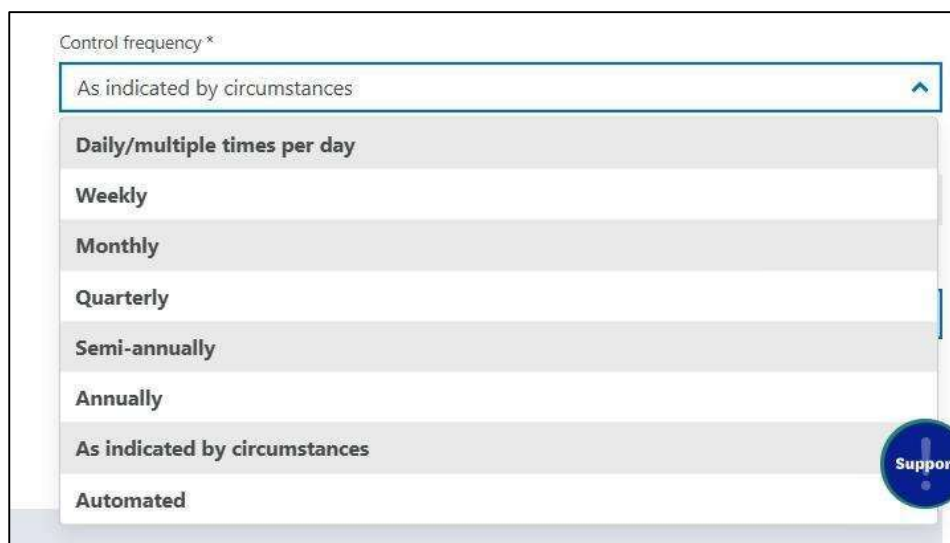 Control frequency *
As indicated by circumstances
Daily/multiple times per day
Weekly
Monthly
Quarterly
Semi-annually
Annually
As indicated by circumstances
Suppor
Automated